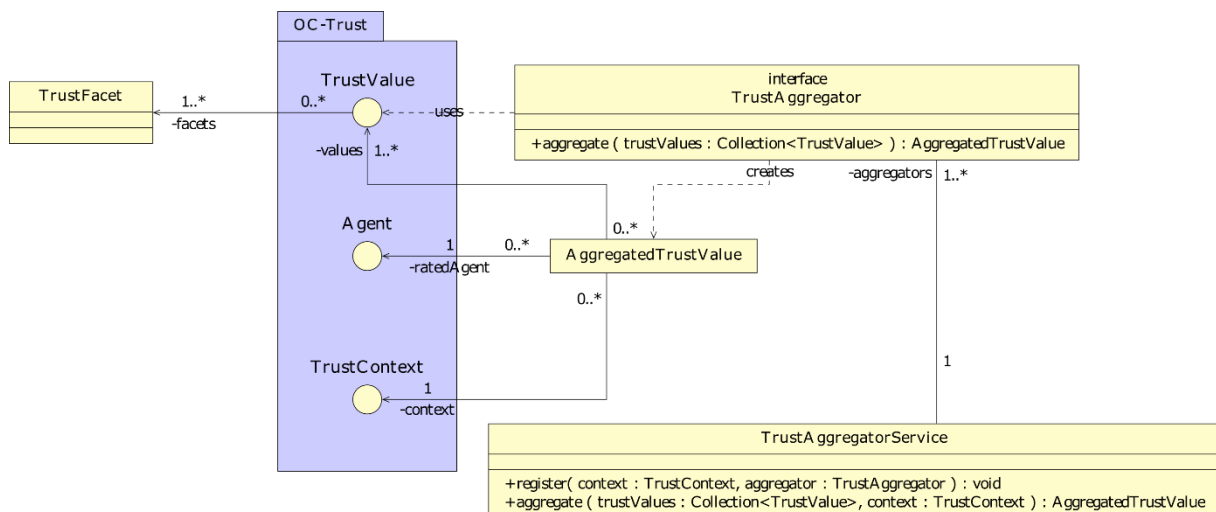 OC-Trust
TrustValue
interface
TrustAggregator
TrustFacet
1..*
0..*
uses
-facets
+aggregate ( trustValues : Collection<TrustValue> ) : AggregatedTrustValue
-values
1..*
creates
-aggregators
1..*
Agent
0..*
1
0..*
-ratedAgent
AggregatedTrustValue
0..*
TrustContext
1
-context
1
TrustAggregatorService
+register( context : TrustContext, aggregator : TrustAggregator ) : void
+aggregate ( trustValues : Collection<TrustValue>, context : TrustContext ) : AggregatedTrustValue